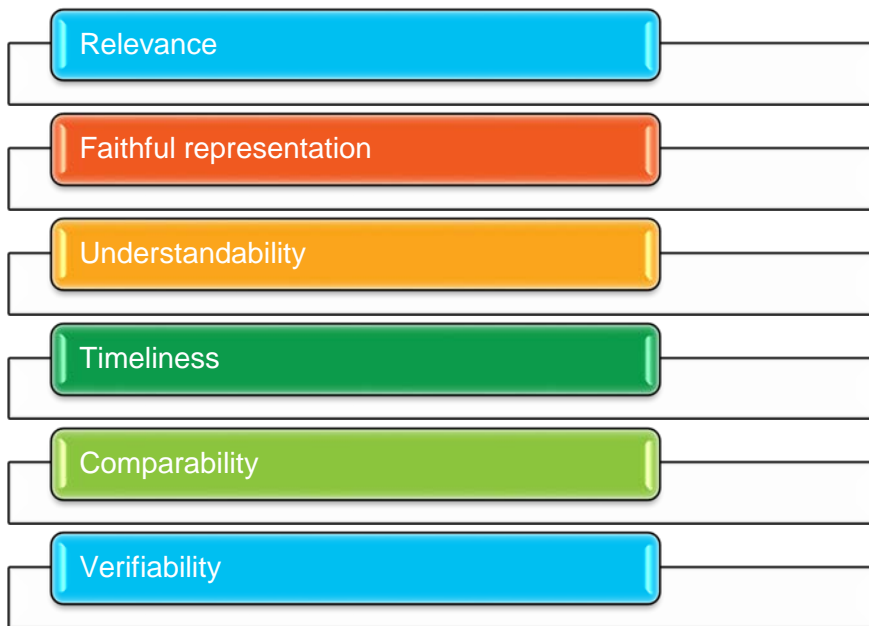 Relevance
Faithful representation
Understandability
Timeliness
Comparability
Verifiability